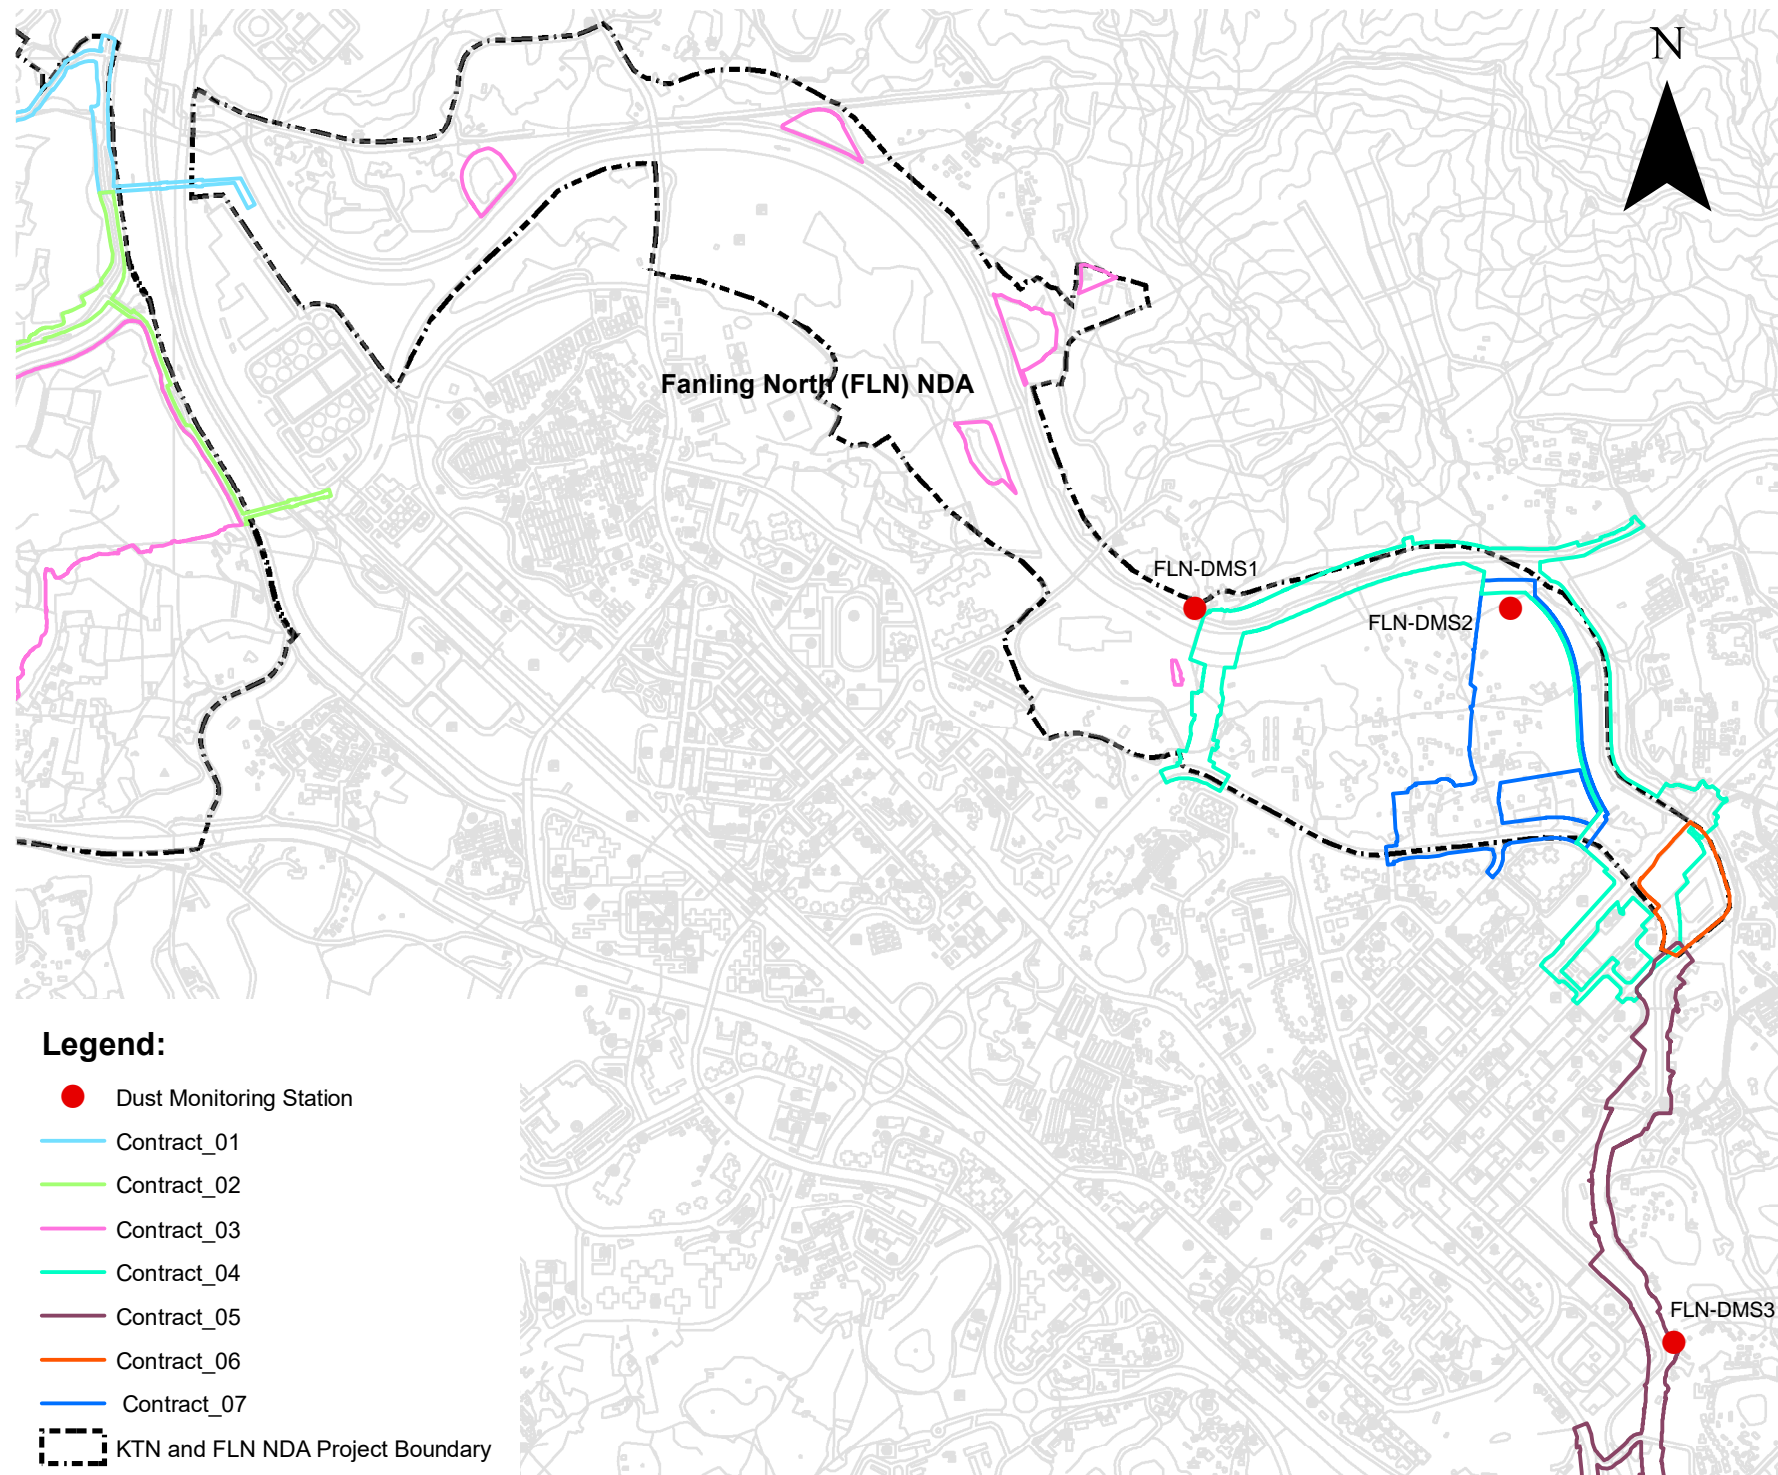 N
Fanling North (FLN) NDA
FLN-DMS1
FLN-DMS2
FLN-DMS3
Legend:
Dust Monitoring Station
Contract_01
Contract_02
Contract_03
Contract_04
Contract_05
Contract_06
Contract_07
KTN and FLN NDA Project Boundary